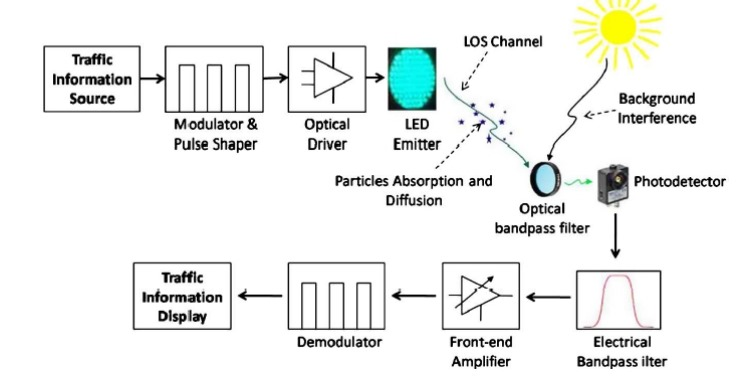 Traffic
Information
Source
Modulator &
Pulse Shaper
Optical
Driver
LED
Emitter
LOS Channel
Particles Absorption and
Diffusion
Background
Interference
Optical
bandpass filter
Photodetector
Traffic
Information
Display
Demodulator
Front-end
Amplifier
Electrical
Bandpass ilter